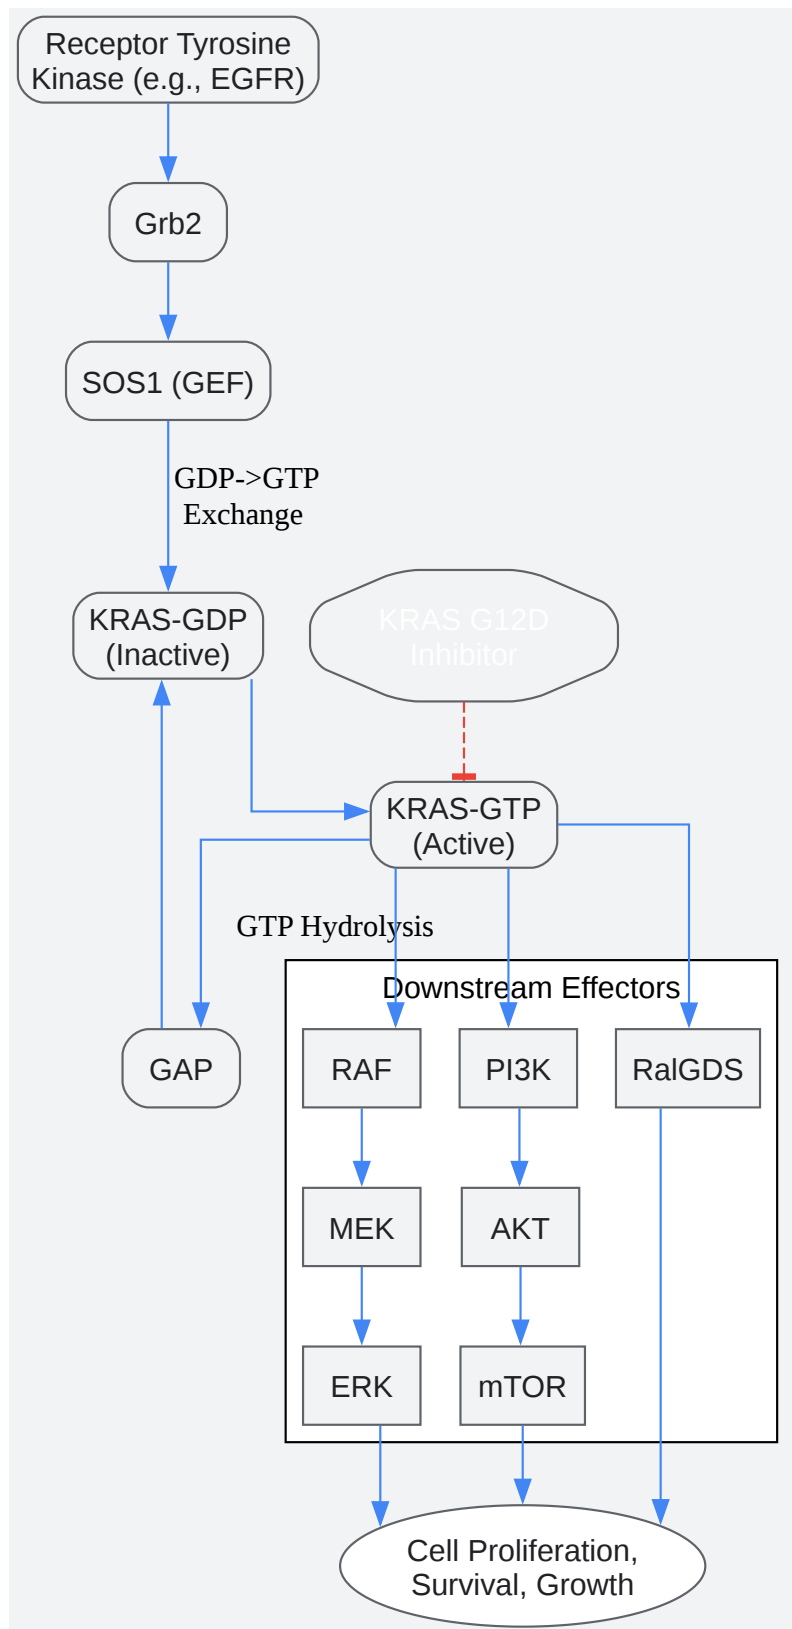 Receptor Tyrosine
Kinase (e.g., EGFR)
Grb2
SOS1 (GEF)
GDP->GTP
Exchange
KRAS-GDP
(Inactive)
KRAS G12D
Inhibitor
KRAS-GTP
(Active)
GTP Hydrolysis
Downstream Effectors
GAP
RAF
PI3K
RalGDS
MEK
AKT
ERK
mTOR
Cell Proliferation,
Survival, Growth